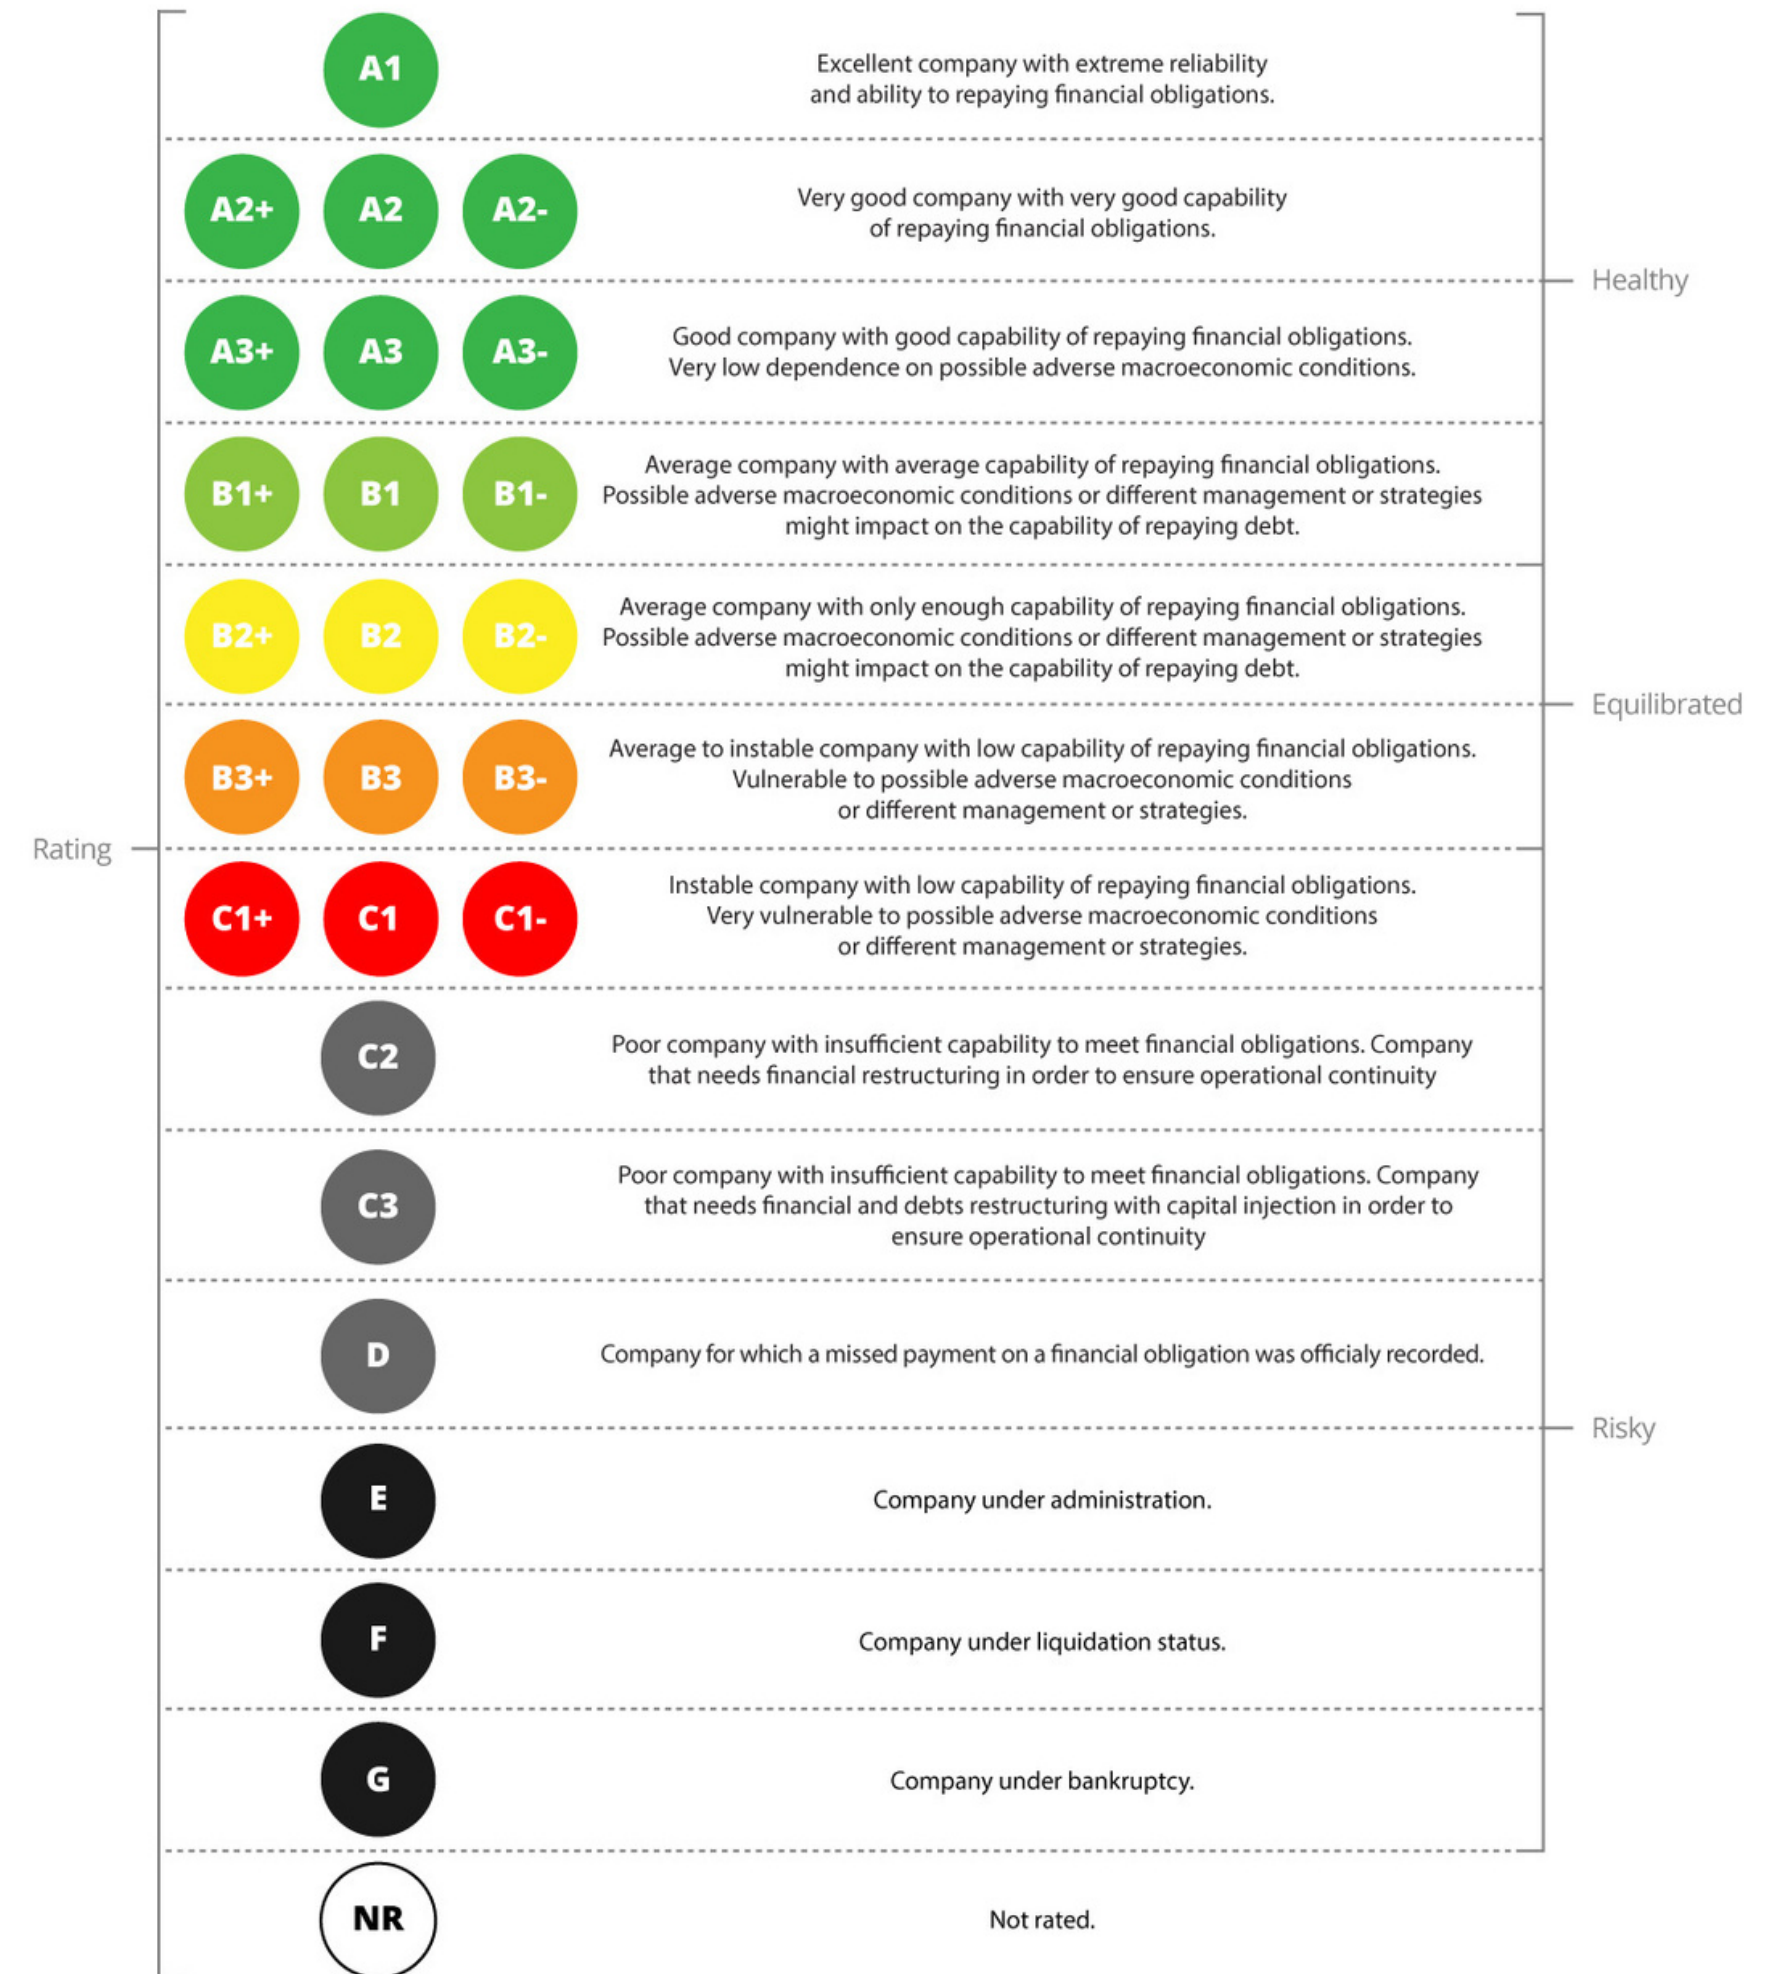 A1
Excellent company with extreme reliability
and ability to repaying financial obligations.
A2+ A2 A2-
Very good company with very good capability
of repaying financial obligations.
Healthy
A3+ A3 A3-
Good company with good capability of repaying financial obligations.
Very low dependence on possible adverse macroeconomic conditions.
B1+ B1 B1-
Average company with average capability of repaying financial obligations.
Possible adverse macroeconomic conditions or different management or strategies
might impact on the capability of repaying debt.
B2+ B2 B2-
Average company with only enough capability of repaying financial obligations.
Possible adverse macroeconomic conditions or different management or strategies
might impact on the capability of repaying debt.
Equilibrated
B3+ B3 B3-
Average to instable company with low capability of repaying financial obligations.
Vulnerable to possible adverse macroeconomic conditions
or different management or strategies.
Rating
C1+ C1 C1-
Instable company with low capability of repaying financial obligations.
Very vulnerable to possible adverse macroeconomic conditions
or different management or strategies.
C2
Poor company with insufficient capability to meet financial obligations. Company
that needs financial restructuring in order to ensure operational continuity
C3
Poor company with insufficient capability to meet financial obligations. Company
that needs financial and debts restructuring with capital injection in order to
ensure operational continuity
D
Company for which a missed payment on a financial obligation was officialy recorded.
Risky
E
Company under administration.
F
Company under liquidation status.
G
Company under bankruptcy.
NR
Not rated.